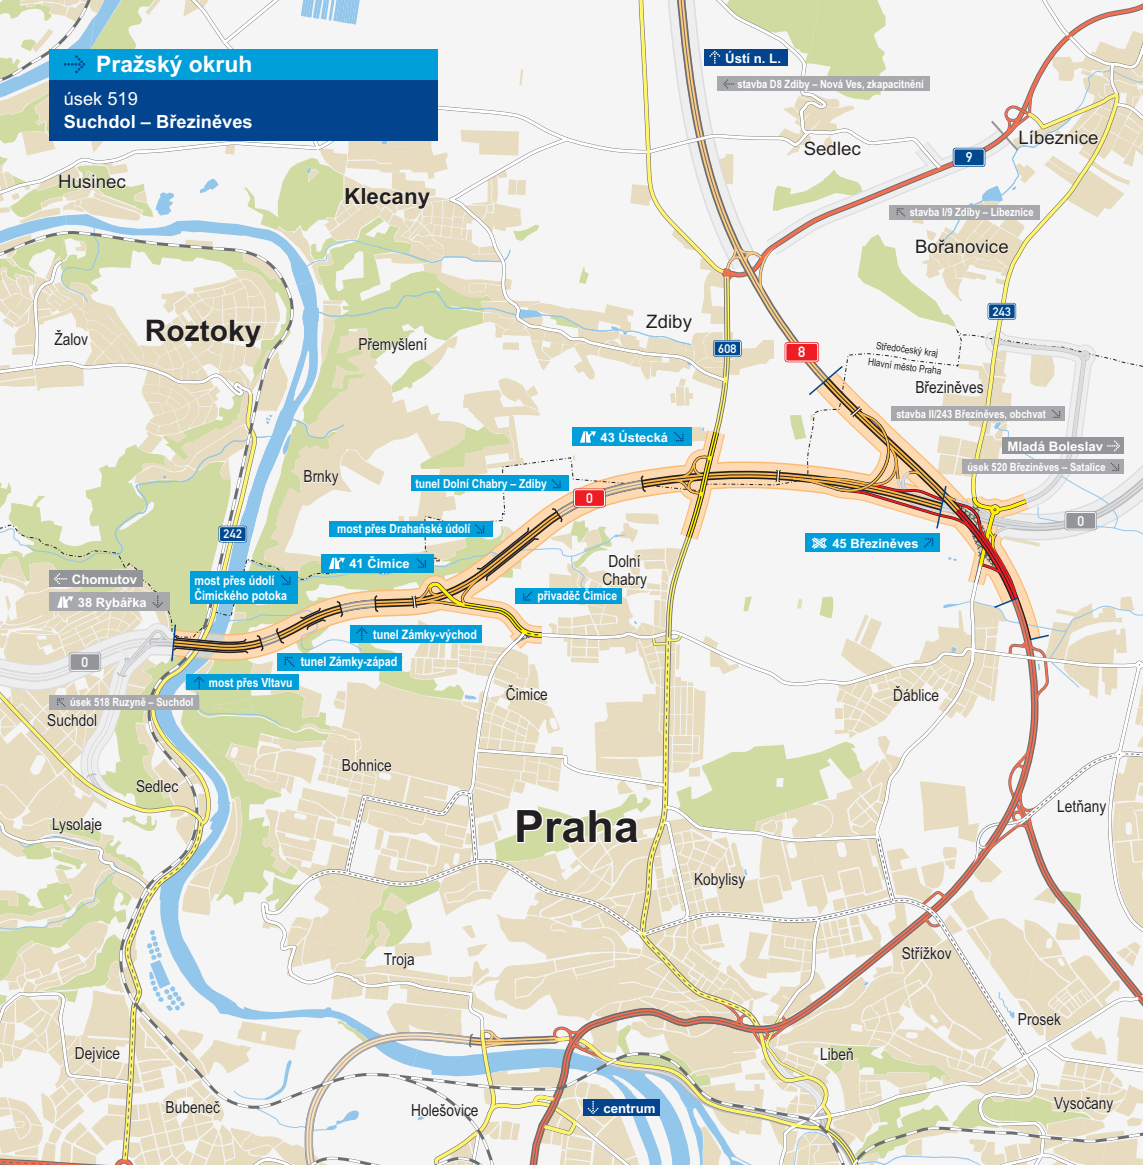 Pražský okruh
úsek 519
Suchdol – Březiněves
Ústí n. L.
stavba D8 Zdiby – Nová Ves, zkapacitnění
Sedlec
Líbeznice
9
Husinec
Klecany
stavba I/9 Zdiby – Líbeznice
Bořanovice
243
Roztoky
Žalov
Přemyšlení
Zdiby
608
8
Středočeský kraj
Hlavní město Praha
Březiněves
stavba II/243 Březiněves, obchvat
43 Ústecká
Mladá Boleslav
úsek 520 Březiněves – Satalice
Brnky
tunel Dolní Chabry – Zdiby
0
0
most přes Drahaňské údolí
242
45 Březiněves
41 Čimice
Dolní
Chabry
Chomutov
38 Rybářka
most přes údolí
Čimického potoka
přivaděč Čimice
tunel Zámky-východ
tunel Zámky-západ
0
most přes Vltavu
úsek 518 Ruzyně – Suchdol
Suchdol
Čimice
Ďáblice
Bohnice
Sedlec
Lysolaje
Praha
Letňany
Kobylisy
Troja
Střížkov
Prosek
Dejvice
Libeň
Bubeneč
Holešovice
centrum
Vysočany